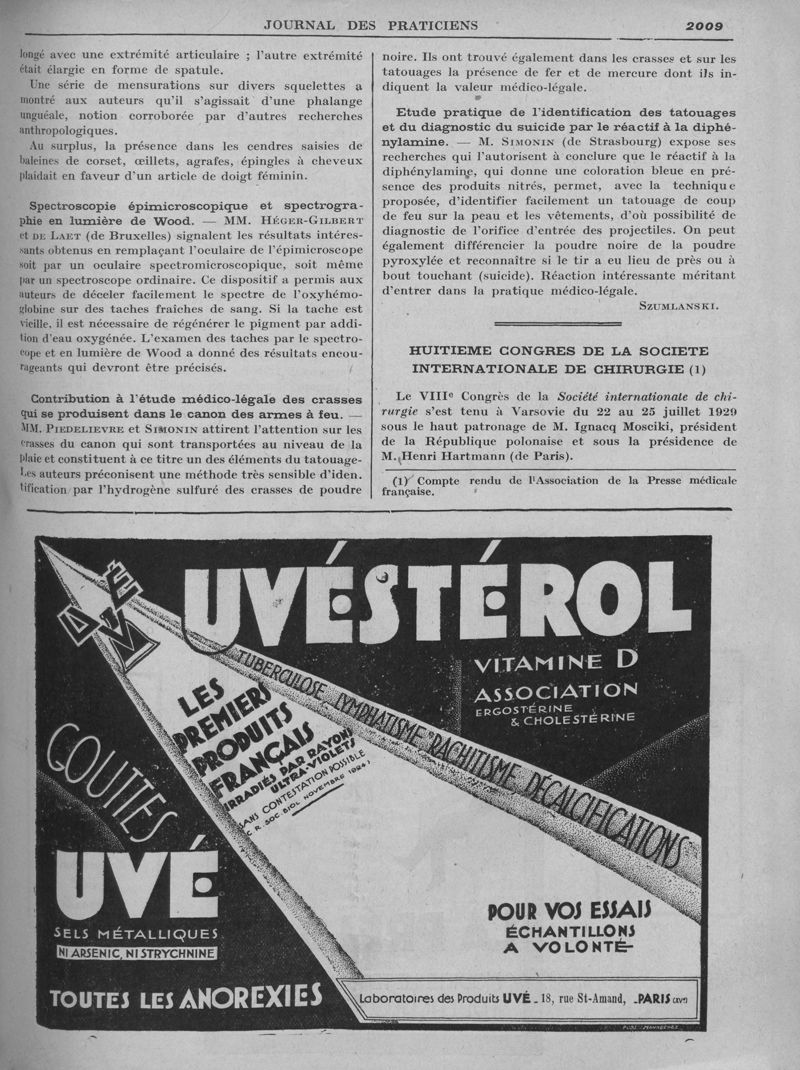 JOURNAL DES PRATICIENS 2009
longé avec une extrémité articulaire ; l'autre extrémité
était élargie en forme de spatule.
Une série de mensurations sur divers squelettes a
montré aux auteurs qu'il s'agissait d'une phalange
unguéale, notion corroborée par d'autres recherches
anthropologiques.
Au surplus, la présence dans les cendres saisies de
baleines de corset, œillets, agrafes, épingles à cheveux
plaidait en faveur d'un article de doigt féminin.
Spectroscopie épimicroscopique et spectrogra-
phie en lumière de Wood. — MM. HÉGER-GILBERT
et DE LAET (de Bruxelles) signalent les résultats intéres-
sants obtenus en remplaçant l'oculaire de l'épimicroscope
soit par un oculaire spectromicroscopique, soit même
par un spectroscope ordinaire. Ce dispositif a permis aux
auteurs de déceler facilement le spectre de l'oxyhémo-
globine sur des taches fraiches de sang. Si la tache est
vieille, il est nécessaire de régénérer le pigment par addi-
tion d'eau oxygénée. L'examen des taches par le spectro-
cope et en lumière de Wood a donné des résultats encou-
rageants qui devront être précisés.
Contribution à l'étude médico-légale des crasses
qui se produisent dans le canon des armes à feu. —
MM. PIEDELIEVRE et SIMONIN attirent l'attention sur les
crasses du canon qui sont transportées au niveau de la
plaie et constituent à ce titre un des éléments du tatouage-
Les auteurs préconisent une méthode très sensible d'iden.
tification par l'hydrogène sulfuré des crasses de poudre
noire. Ils ont trouvé également dans les crasses et sur les
tatouages la présence de fer et de mercure dont ils in-
diquent la valeur médico-légale.
Etude pratique de l'identification des tatouages
et du diagnostic du suicide par le réactif à la diphé-
nylamine. — M. SIMONIN (de Strasbourg) expose ses
recherches qui l'autorisent à conclure que le réactif à la
diphénylamine, qui donne une coloration bleue en pré-
sence des produits nitrés, permet, avec la technique
proposée, d'identifier facilement un tatouage de coup
de feu sur la peau et les vêtements, d'où possibilité de
diagnostic de l'orifice d'entrée des projectiles. On peut
également différencier la poudre noire de la poudre
pyroxylée et reconnaître si le tir a eu lieu de près ou à
bout touchant (suicide). Réaction intéressante méritant
d'entrer dans la pratique médico-légale.
SZUMLANSKI.
HUITIEME CONGRES DE LA SOCIETE
INTERNATIONALE DE CHIRURGIE (1)
Le VIIIe Congrès de la Société internationale de chi-
rurgie s'est tenu à Varsovie du 22 au 25 juillet 1929
sous le haut patronage de M. Ignacq Mosciki, président
de la République polonaise et sous la présidence de
M. Henri Hartmann (de Paris).
(1) Compte rendu de l'Association de la Presse médicale
française.
UVÉSTÉROL
VITAMINE D
ASSOCIATION
ERGOSTÉRINE
& CHOLESTÉRINE
TUBERCULOSE, LYMPHATISME, RACHITISME, DÉCALCIFICATIONS
LES
PREMIERS
PRODUITS
FRANÇAIS
IRRADIÉS PAR RAYONS
ULTRA-VIOLETS
SANS CONTESTATION POSSIBLE
C. R. SOC. BIOL NOVEMBRE 1926
GOUTTES
UVÉ
SELS MÉTALLIQUES
NI ARSENIC, NI STRYCHNINE
TOUTES LES ANOREXIES
POUR VOS ESSAIS
ÉCHANTILLONS
A VOLONTÉ
Laboratoires des Produits UVÉ _ 18, rue St-Amand, _PARIS (XVe)